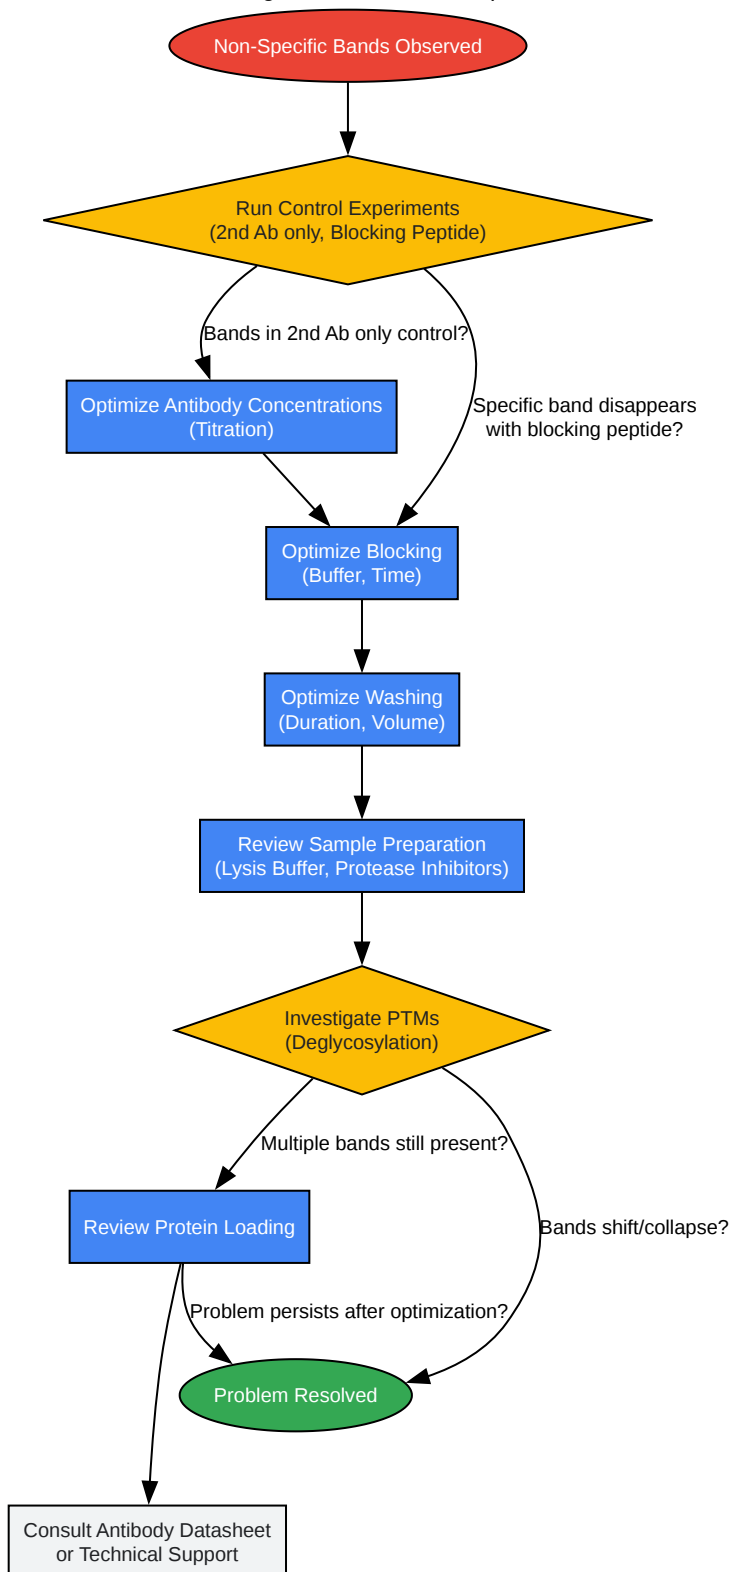 Non-Specific Bands Observed
Run Control Experiments
(2nd Ab only, Blocking Peptide)
Bands in 2nd Ab only control?
Optimize Antibody Concentrations
(Titration)
Specific band disappears
with blocking peptide?
Optimize Blocking
(Buffer, Time)
Optimize Washing
(Duration, Volume)
Review Sample Preparation
(Lysis Buffer, Protease Inhibitors)
Investigate PTMs
(Deglycosylation)
Multiple bands still present?
Review Protein Loading
Bands shift/collapse?
Problem persists after optimization?
Problem Resolved
Consult Antibody Datasheet
or Technical Support